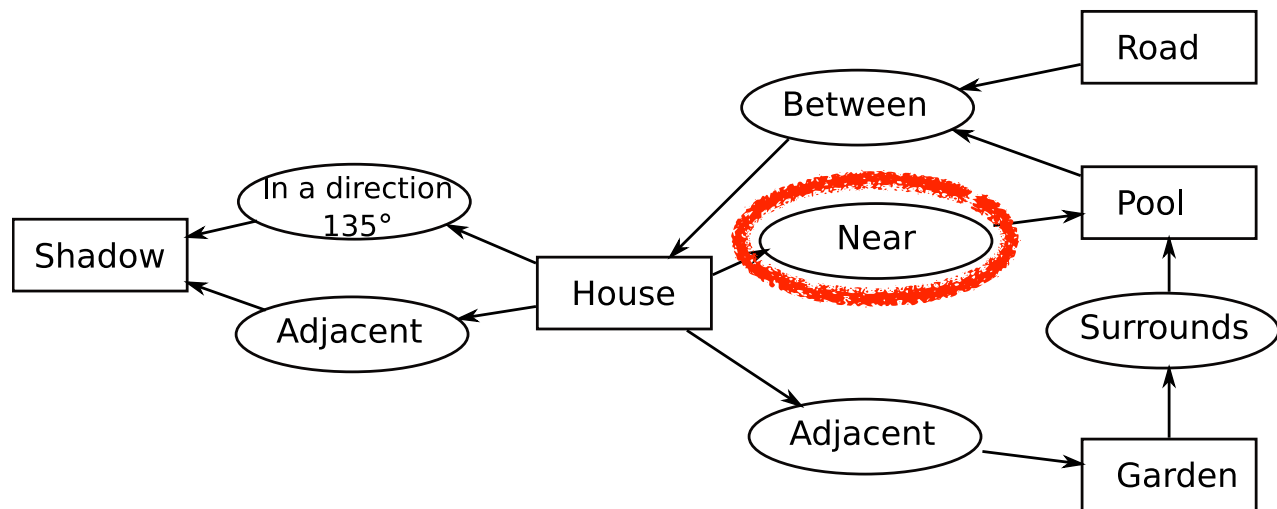 Road
Between
In a direction
135°
Pool
Near
Shadow
House
Adjacent
Surrounds
Adjacent
Garden